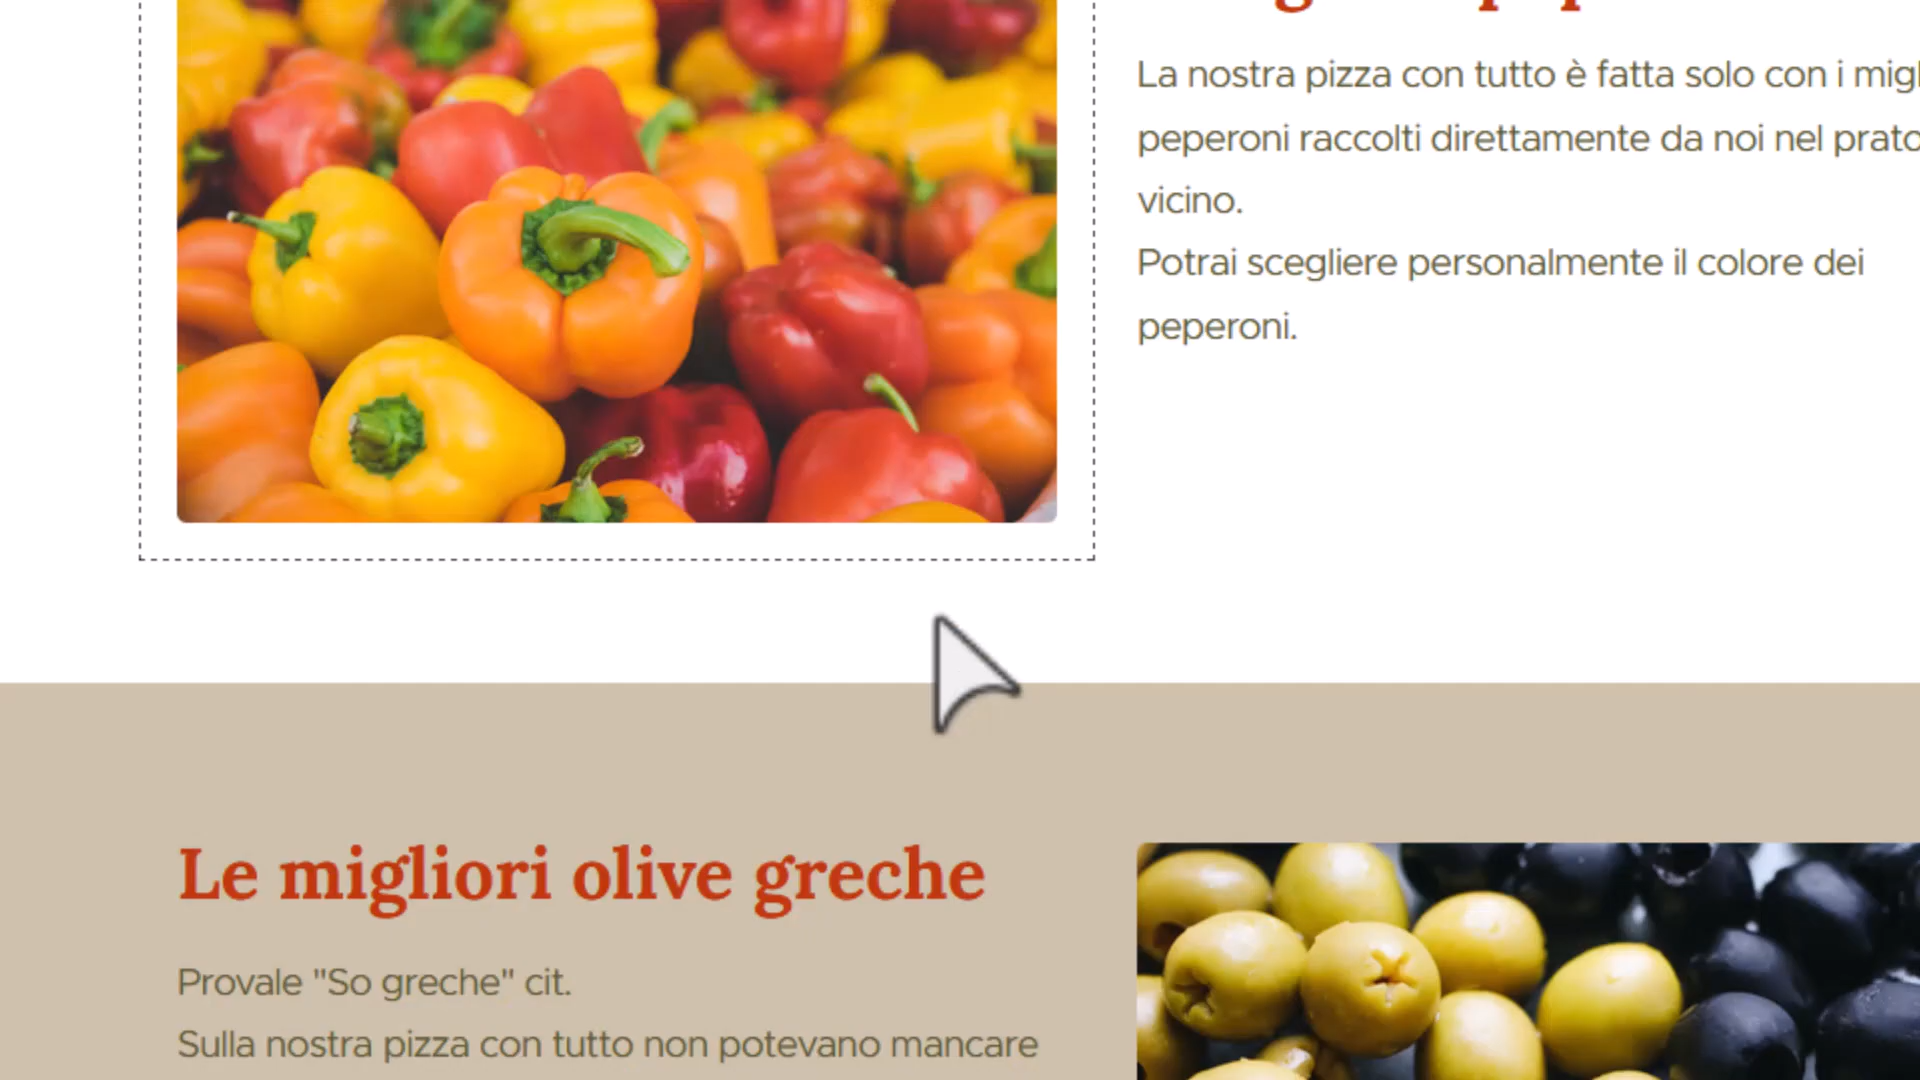 La nostra pizza con tutto è fatta solo con i
peperoni raccolti direttamente da noi nel prato
vicino.
Potrai scegliere personalmente il colore dei
peperoni.
Le migliori olive greche
Provale "So greche" cit.
Sulla nostra pizza con tutto non potevano mancare